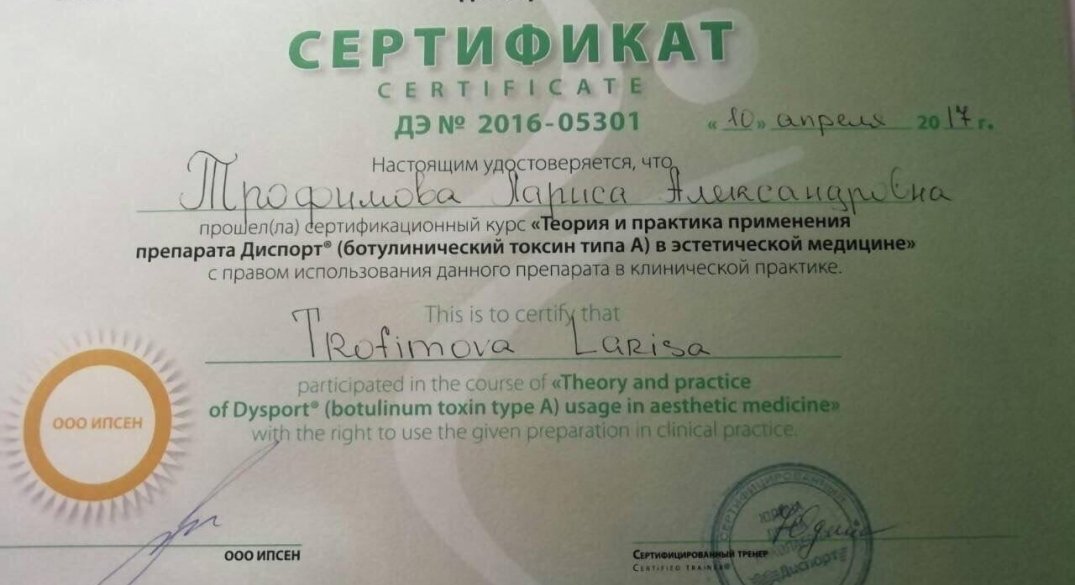 СЕРТИФИКАТ
CERTIFICATE
ДЭ № 2016-05301 « 10 » апреля 2017 г.
Настоящим удостоверяется, что
Трофимова Лариса Александровна
прошел(ла) сертификационный курс «Теория и практика применения
препарата Диспорт® (ботулинический токсин типа А) в эстетической медицине»
с правом использования данного препарата в клинической практике.
This is to certify that
Trofimova Larisa
participated in the course of «Theory and practice
of Dysport® (botulinum toxin type A) usage in aesthetic medicine»
with the right to use the given preparation in clinical practice.
ООО ИПСЕН
СЕРТИФИЦИРОВАННЫЙ
Диспорт
ООО ИПСЕН
Сертифицированный тренер
Certified trainer